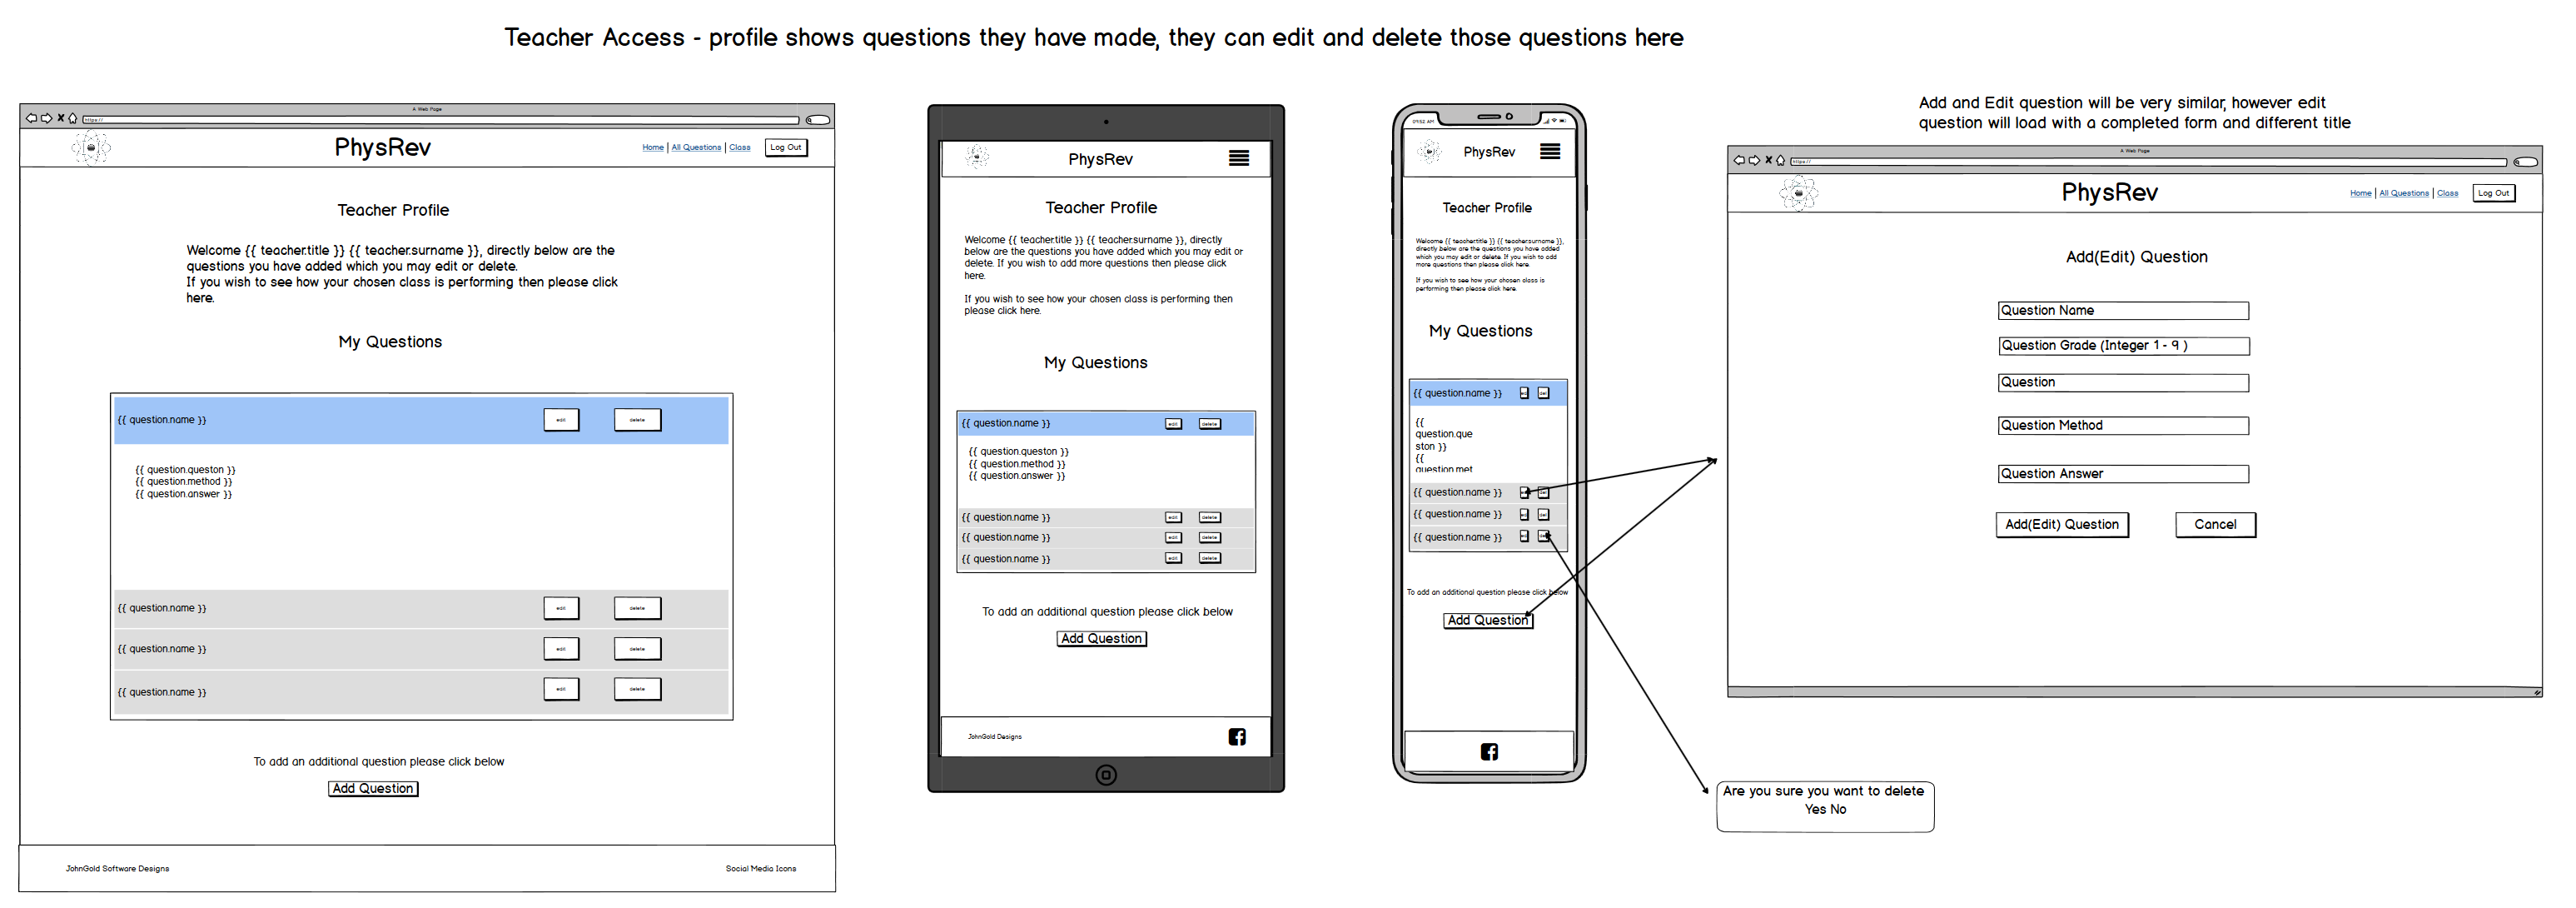 Teacher Access - profile shows questions they have made, they can edit and delete those questions here
A Web Page
https://
PhysRev
Home | All Questions | Class
Log Out
Teacher Profile
Welcome {{ teacher.title }} {{ teacher.surname }}, directly below are the
questions you have added which you may edit or delete.
If you wish to see how your chosen class is performing then please click
here.
My Questions
{{ question.name }}
edit
delete
{{ question.queston }}
{{ question.method }}
{{ question.answer }}
{{ question.name }}
edit
delete
{{ question.name }}
edit
delete
{{ question.name }}
edit
delete
To add an additional question please click below
Add Question
JohnGold Software Designs
Social Media Icons
PhysRev
Teacher Profile
Welcome {{ teacher.title }} {{ teacher.surname }}, directly
below are the questions you have added which you may edit or
delete. If you wish to add more questions then please click
here.
If you wish to see how your chosen class is performing then
please click here.
My Questions
{{ question.name }}
edit
delete
{{ question.queston }}
{{ question.method }}
{{ question.answer }}
{{ question.name }}
edit
delete
{{ question.name }}
edit
delete
{{ question.name }}
edit
delete
To add an additional question please click below
Add Question
JohnGold Designs
09:52 AM
PhysRev
Teacher Profile
Welcome {{ teacher.title }} {{ teacher.surname }},
directly below are the questions you have added
which you may edit or delete. If you wish to add
more questions then please click here.
If you wish to see how your chosen class is
performing then please click here.
My Questions
{{ question.name }}
ed
del
{{
question.que
ston }}
{{
question.met
{{ question.name }}
del
{{ question.name }}
ed
del
{{ question.name }}
ed
To add an additional question please click below
Add Question
Add and Edit question will be very similar, however edit
question will load with a completed form and different title
A Web Page
https://
PhysRev
Home | All Questions | Class
Log Out
Add(Edit) Question
Question Name
Question Grade (Integer 1 - 9 )
Question
Question Method
Question Answer
Add(Edit) Question
Cancel
Are you sure you want to delete
Yes No